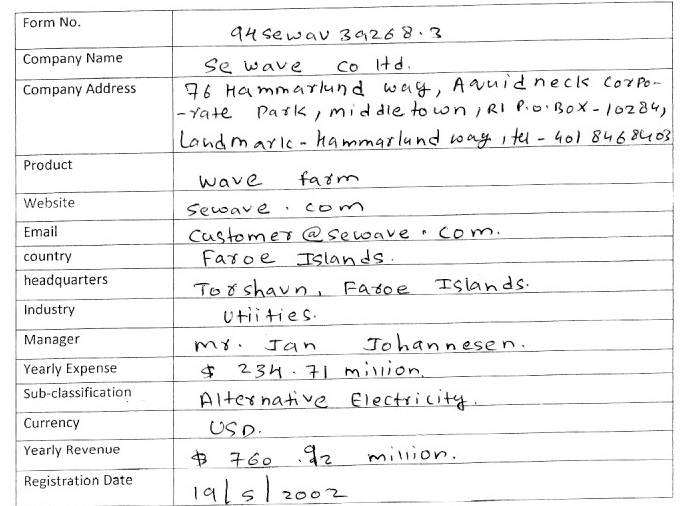 Form No. 94sewav39268.3
Company Name Se wave co ltd.
Company Address 76 Hammarlund way, Aquidneck Corpo-
-rate Park, middletown, RI P.O.Box-10284,
Landmark - Hammarlund way, tel - 401 8468403
Product wave farm
Website sewave.com
Email Customer@sewave.com.
country Faroe Islands.
headquarters Torshavn, Faroe Islands.
Industry Utiities.
Manager mr. Jan Johannesen.
Yearly Expense $ 234.71 million.
Sub-classification Alternative Electricity.
Currency USD.
Yearly Revenue $ 760.92 million.
Registration Date 19/5/2002